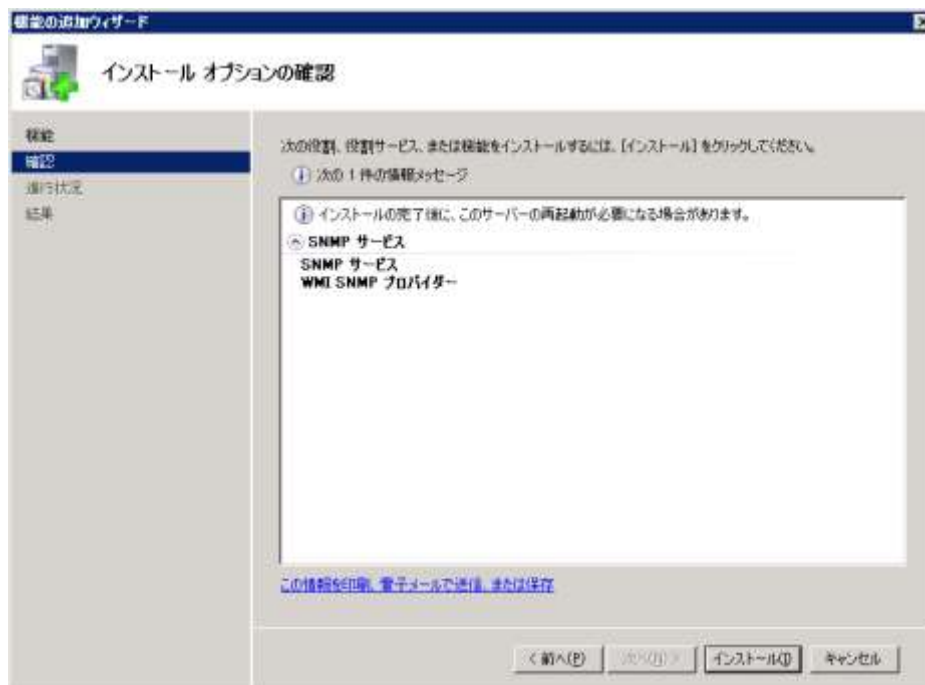 機能の追加ウィザード
インストール オプションの確認
機能
確認
進行状況
結果
次の役割、役割サービス、または機能をインストールするには、[インストール] をクリックしてください。
次の 1 件の情報メッセージ
インストールの完了後に、このサーバーの再起動が必要になる場合があります。
SNMP サービス
SNMP サービス
WMI SNMP プロバイダー
この情報を印刷、電子メールで送信、または保存
< 前へ(P)
次へ(N) >
インストール(I)
キャンセル